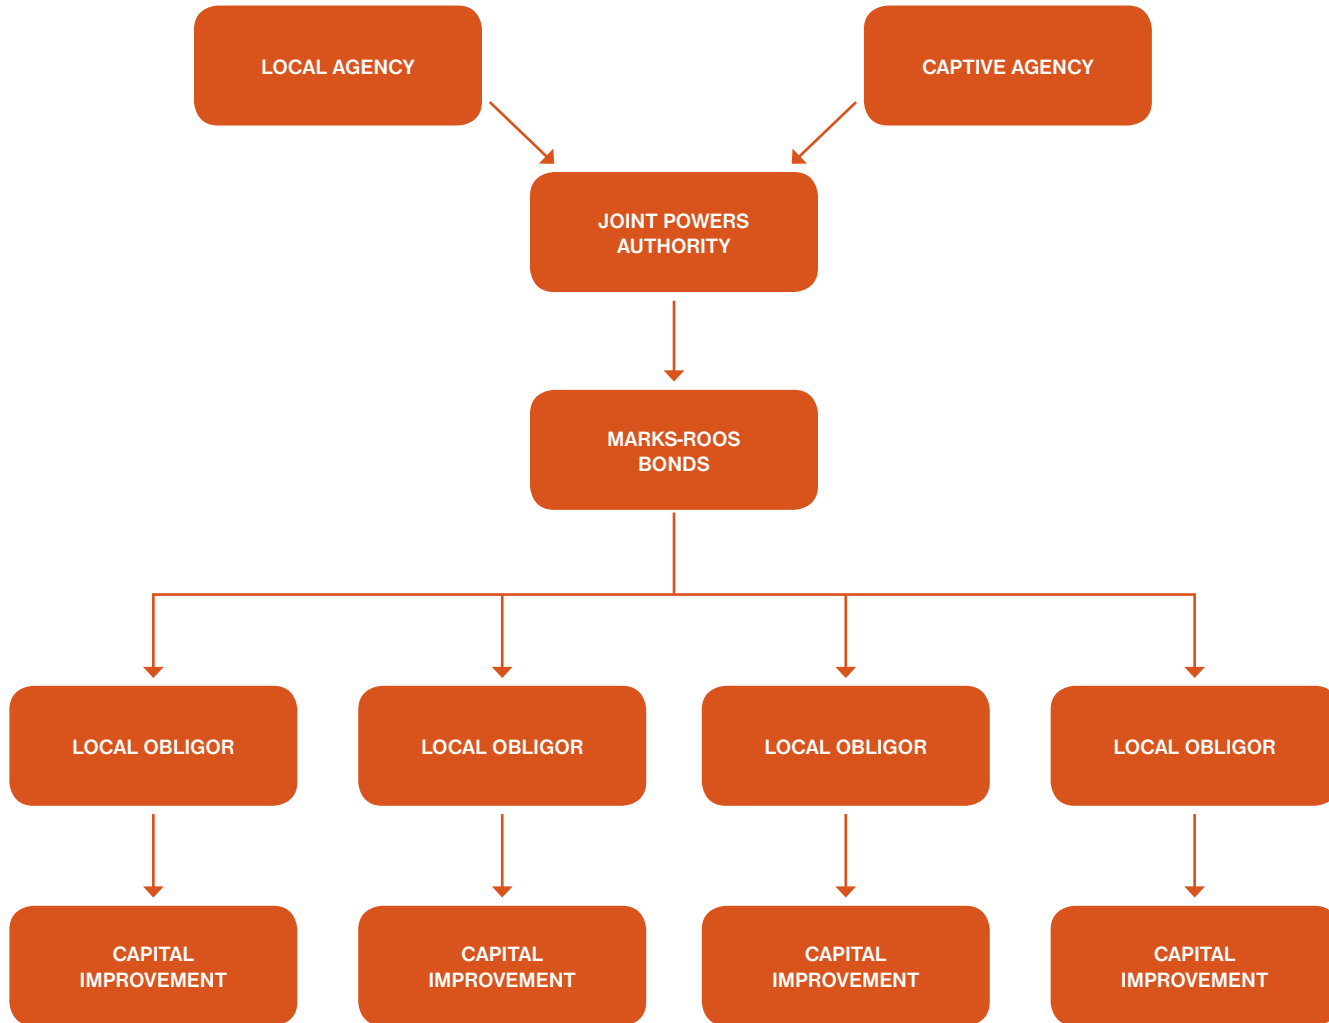 LOCAL AGENCY
CAPTIVE AGENCY
JOINT POWERS
AUTHORITY
MARKS-ROOS
BONDS
LOCAL OBLIGOR
LOCAL OBLIGOR
LOCAL OBLIGOR
LOCAL OBLIGOR
CAPITAL
IMPROVEMENT
CAPITAL
IMPROVEMENT
CAPITAL
IMPROVEMENT
CAPITAL
IMPROVEMENT